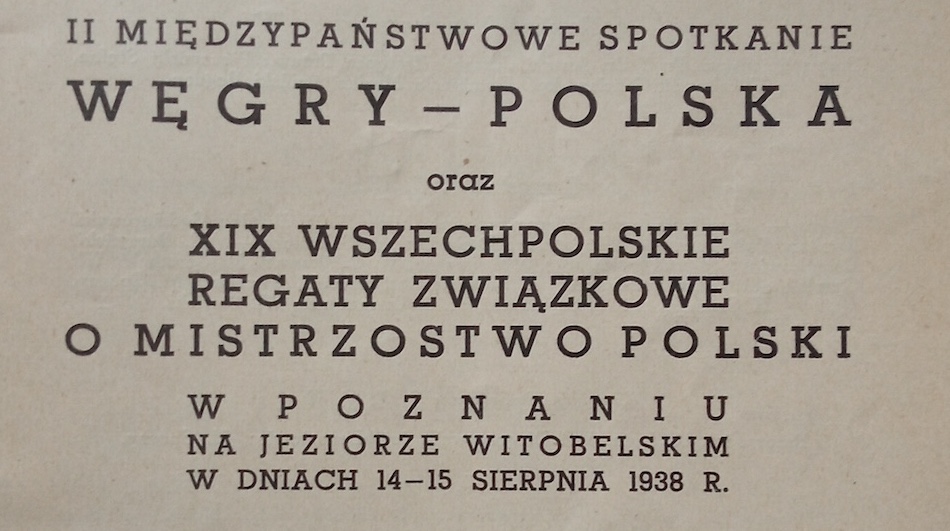 II MIĘDZYPAŃSTWOWE SPOTKANIE
WĘGRY – POLSKA
oraz
XIX WSZECHPOLSKIE
REGATY ZWIĄZKOWE
O MISTRZOSTWO POLSKI
W POZNANIU
NA JEZIORZE WITOBELSKIM
W DNIACH 14–15 SIERPNIA 1938 R.